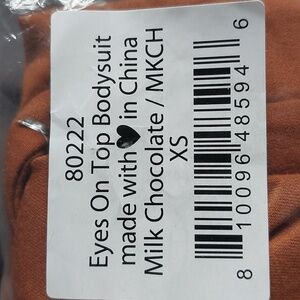 80222
Eyes On Top Bodysuit
made with ♥ in China
Milk Chocolate / MKCH
XS
8 10096 48594 6